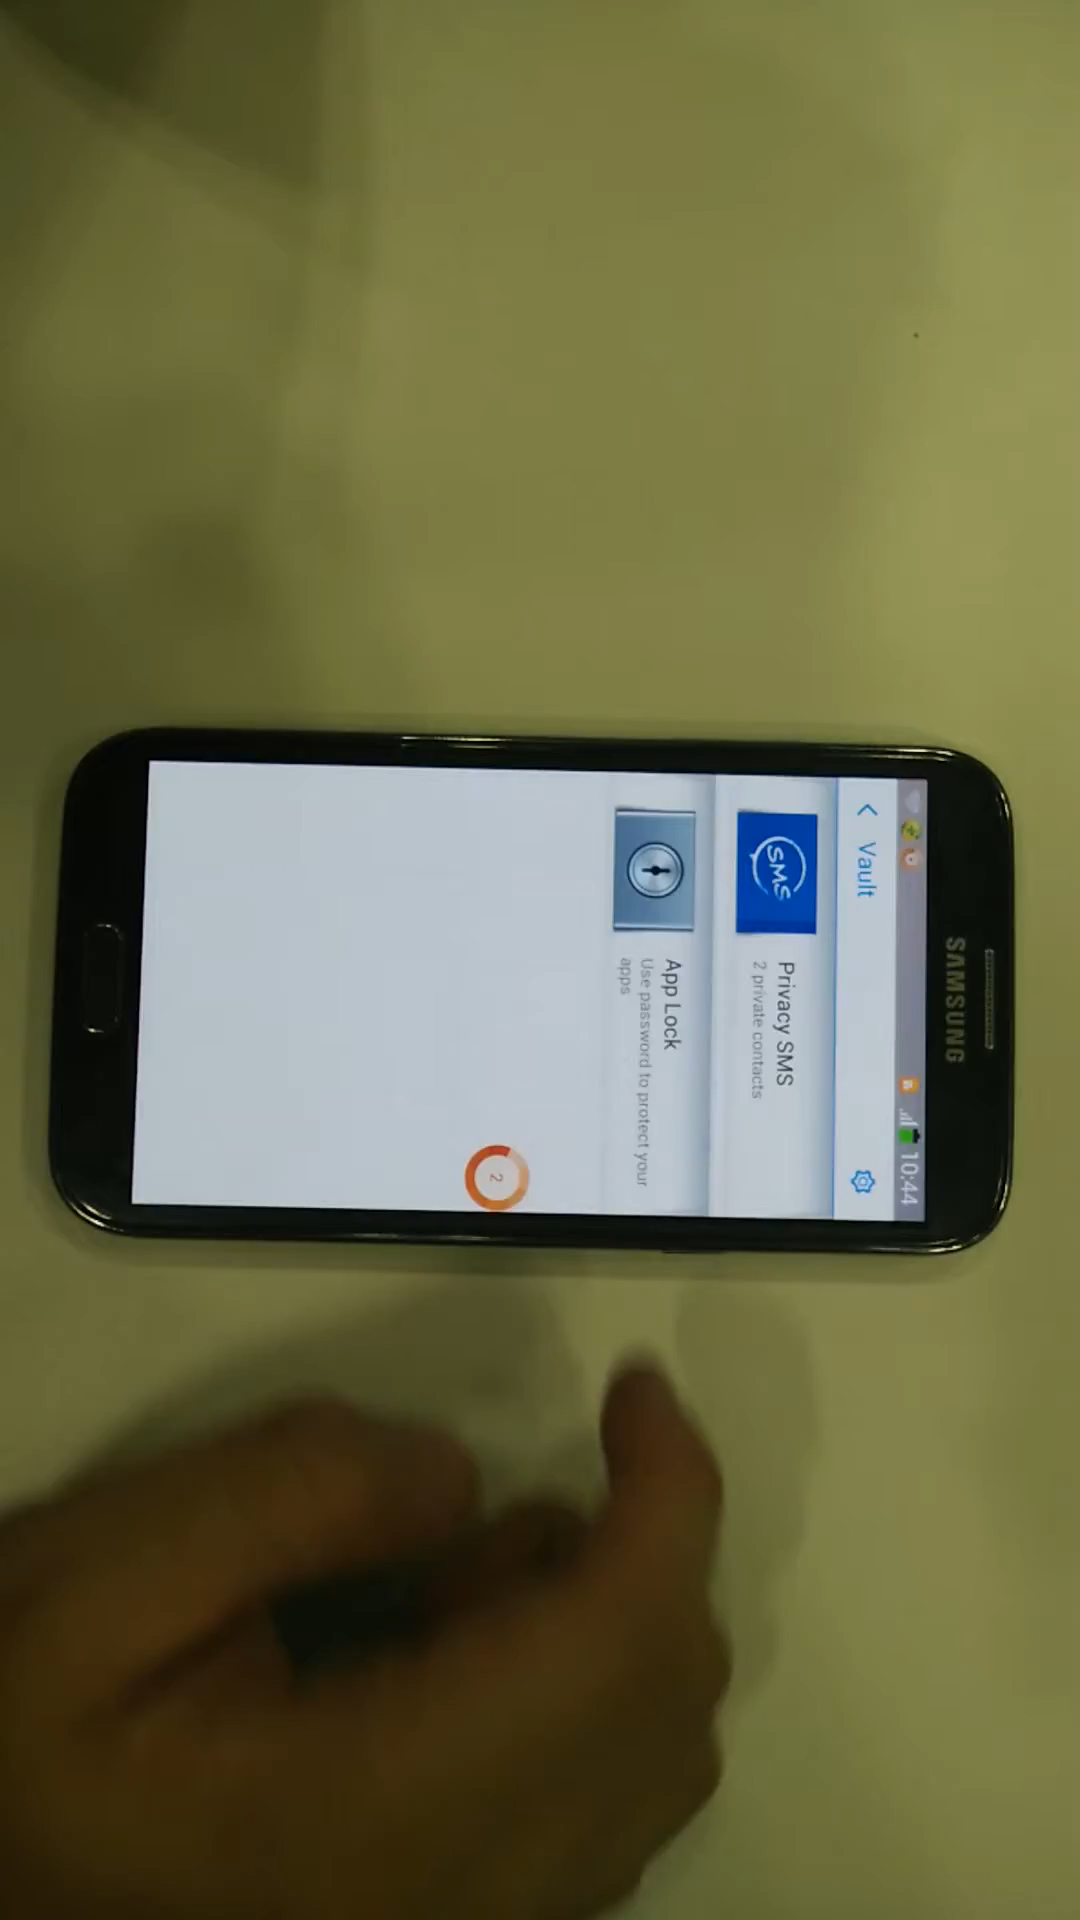 SAMSUNG
10:44
Vault
SMS
Privacy SMS
2 private contacts
App Lock
Use password to protect your
apps
2